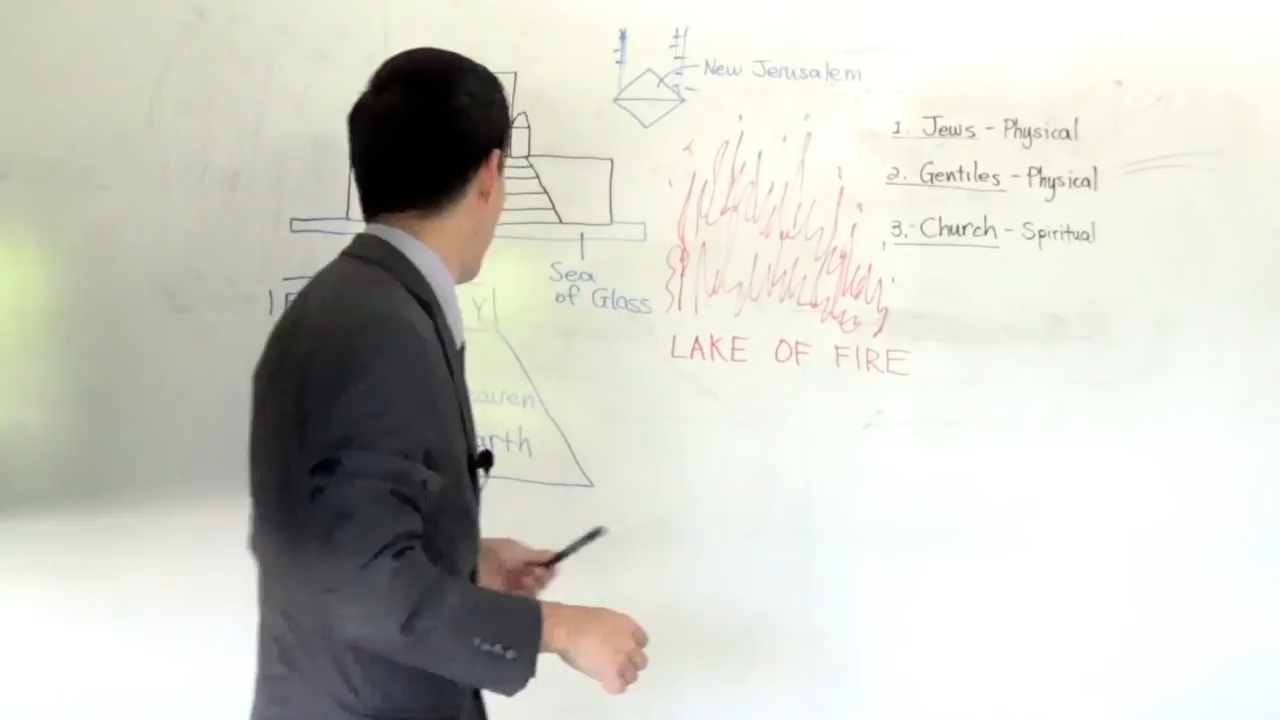 New Jerusalem
1. Jews - Physical
2. Gentiles - Physical
3. Church - Spiritual
Sea
of Glass
LAKE OF FIRE